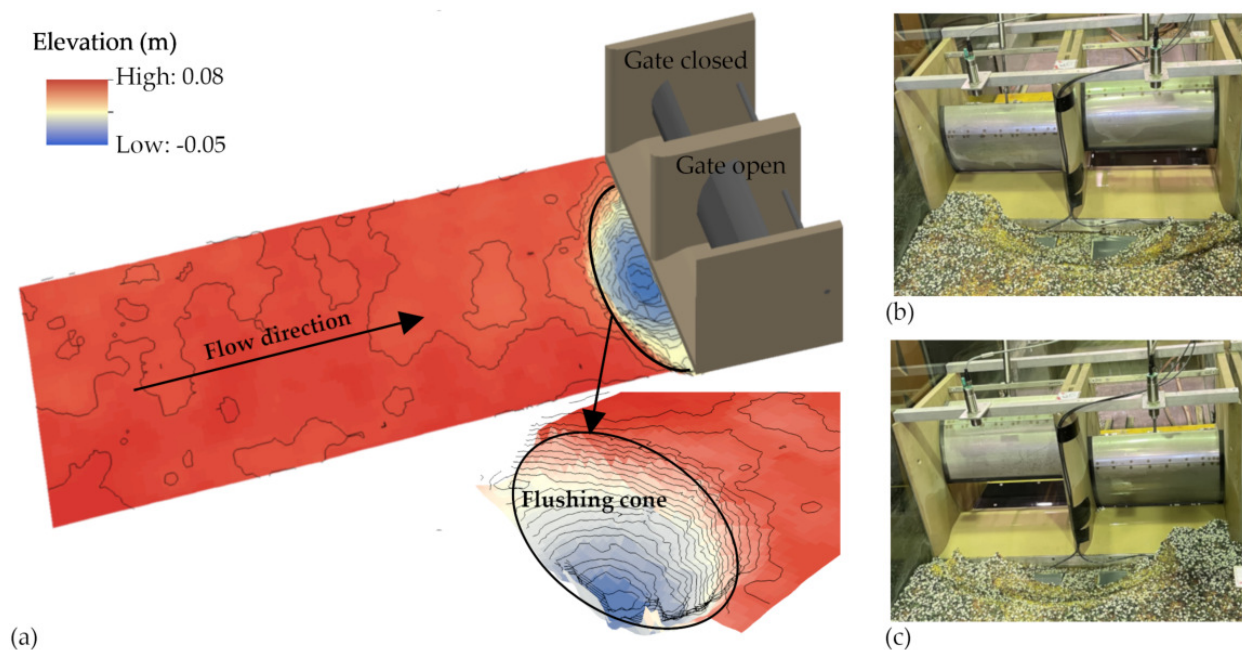 Elevation (m)
High: 0.08
Low: -0.05
Gate closed
Gate open
Flow direction
Flushing cone
(a)
(b)
(c)